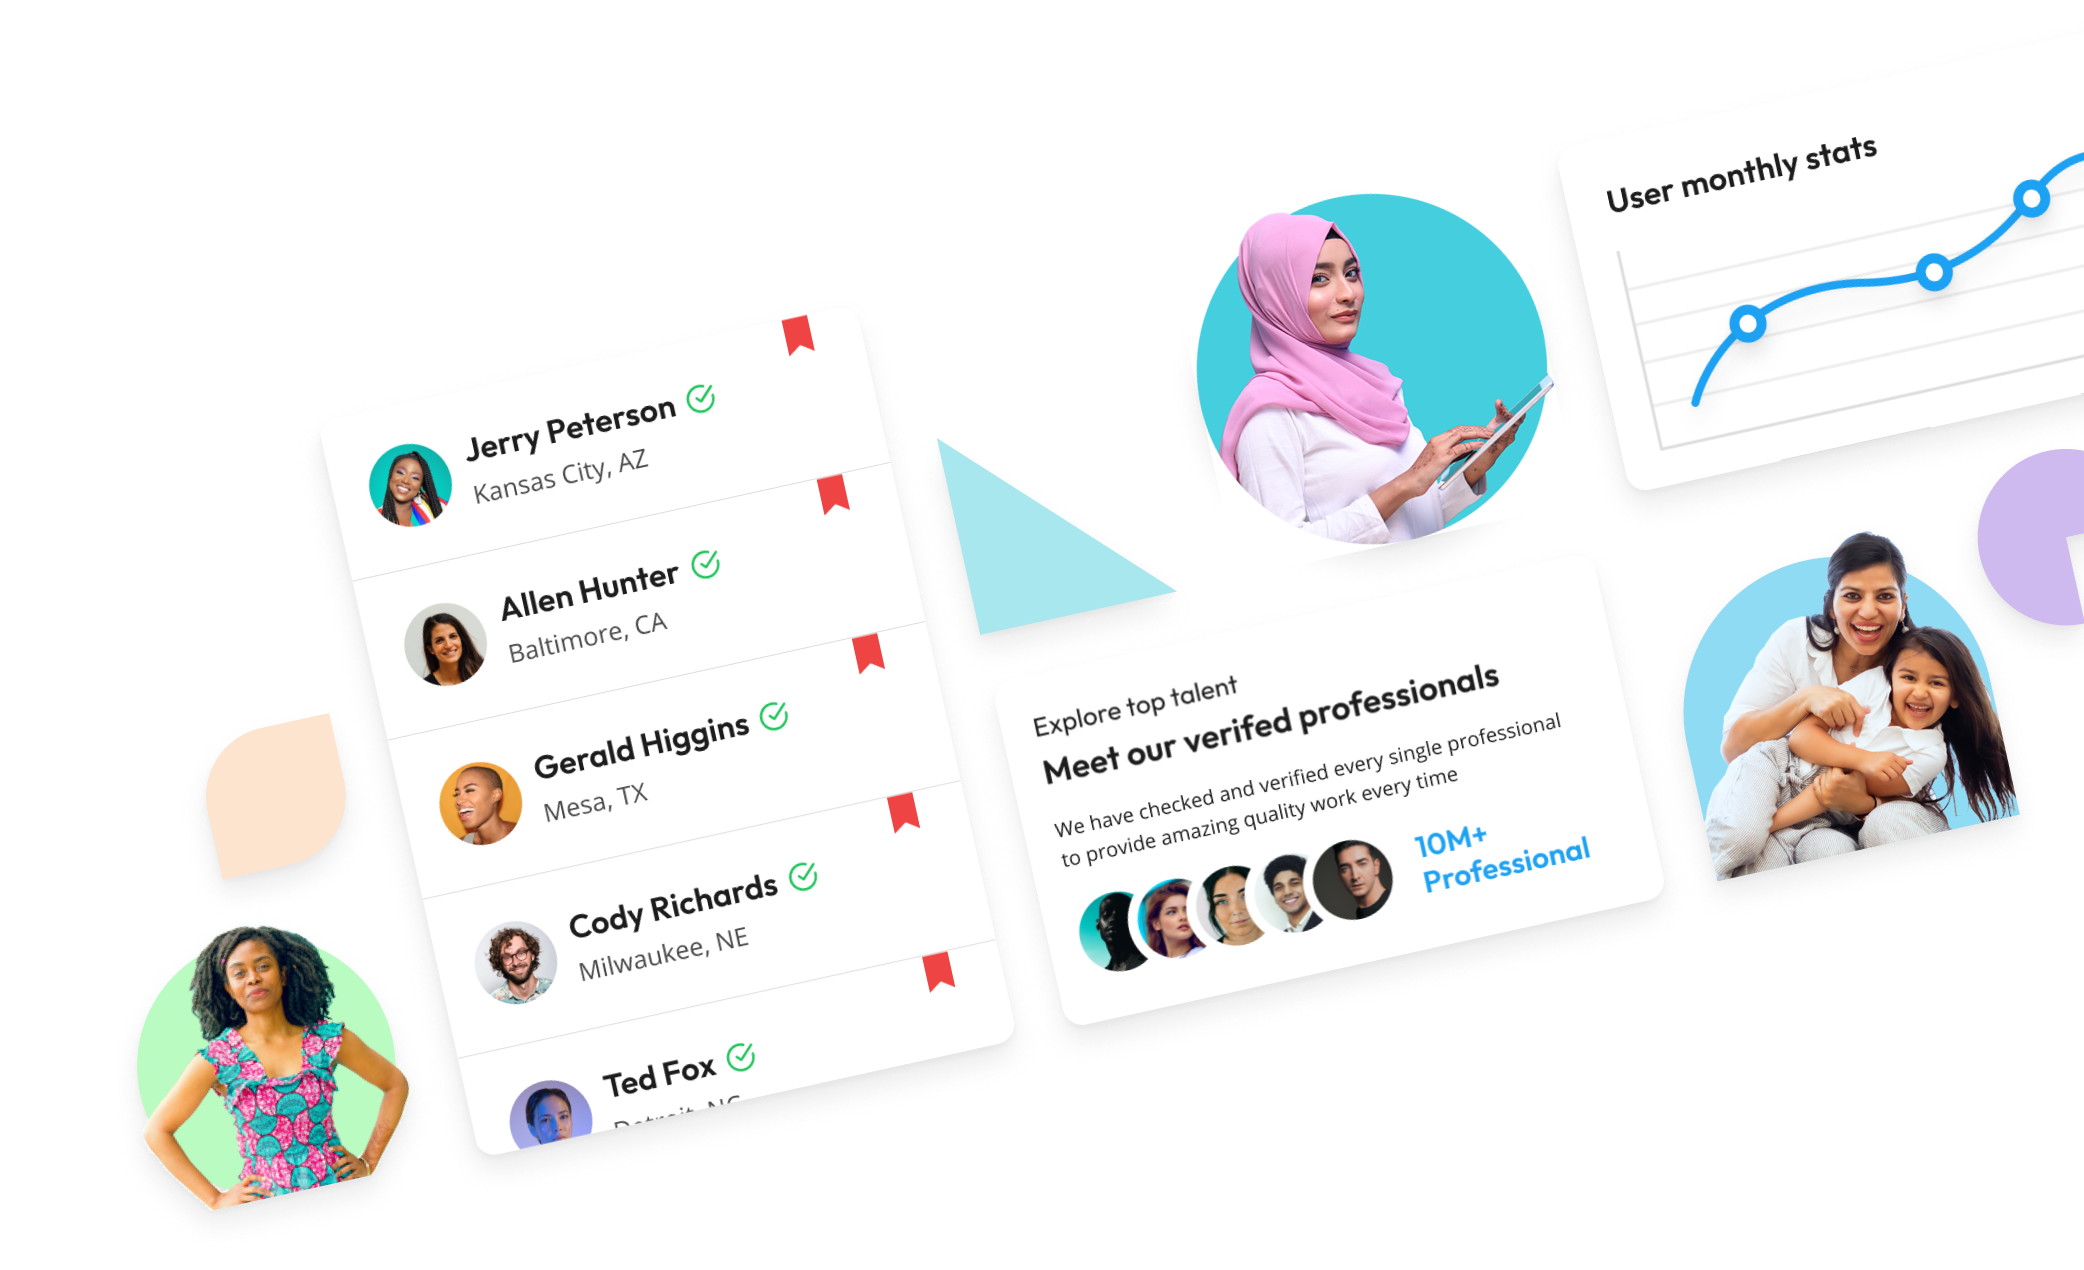 Jerry Peterson
Kansas City, AZ
Allen Hunter
Baltimore, CA
Gerald Higgins
Mesa, TX
Cody Richards
Milwaukee, NE
Ted Fox
Detroit, NC
Explore top talent
Meet our verifed professionals
We have checked and verified every single professional
to provide amazing quality work every time
10M+
Professional
User monthly stats